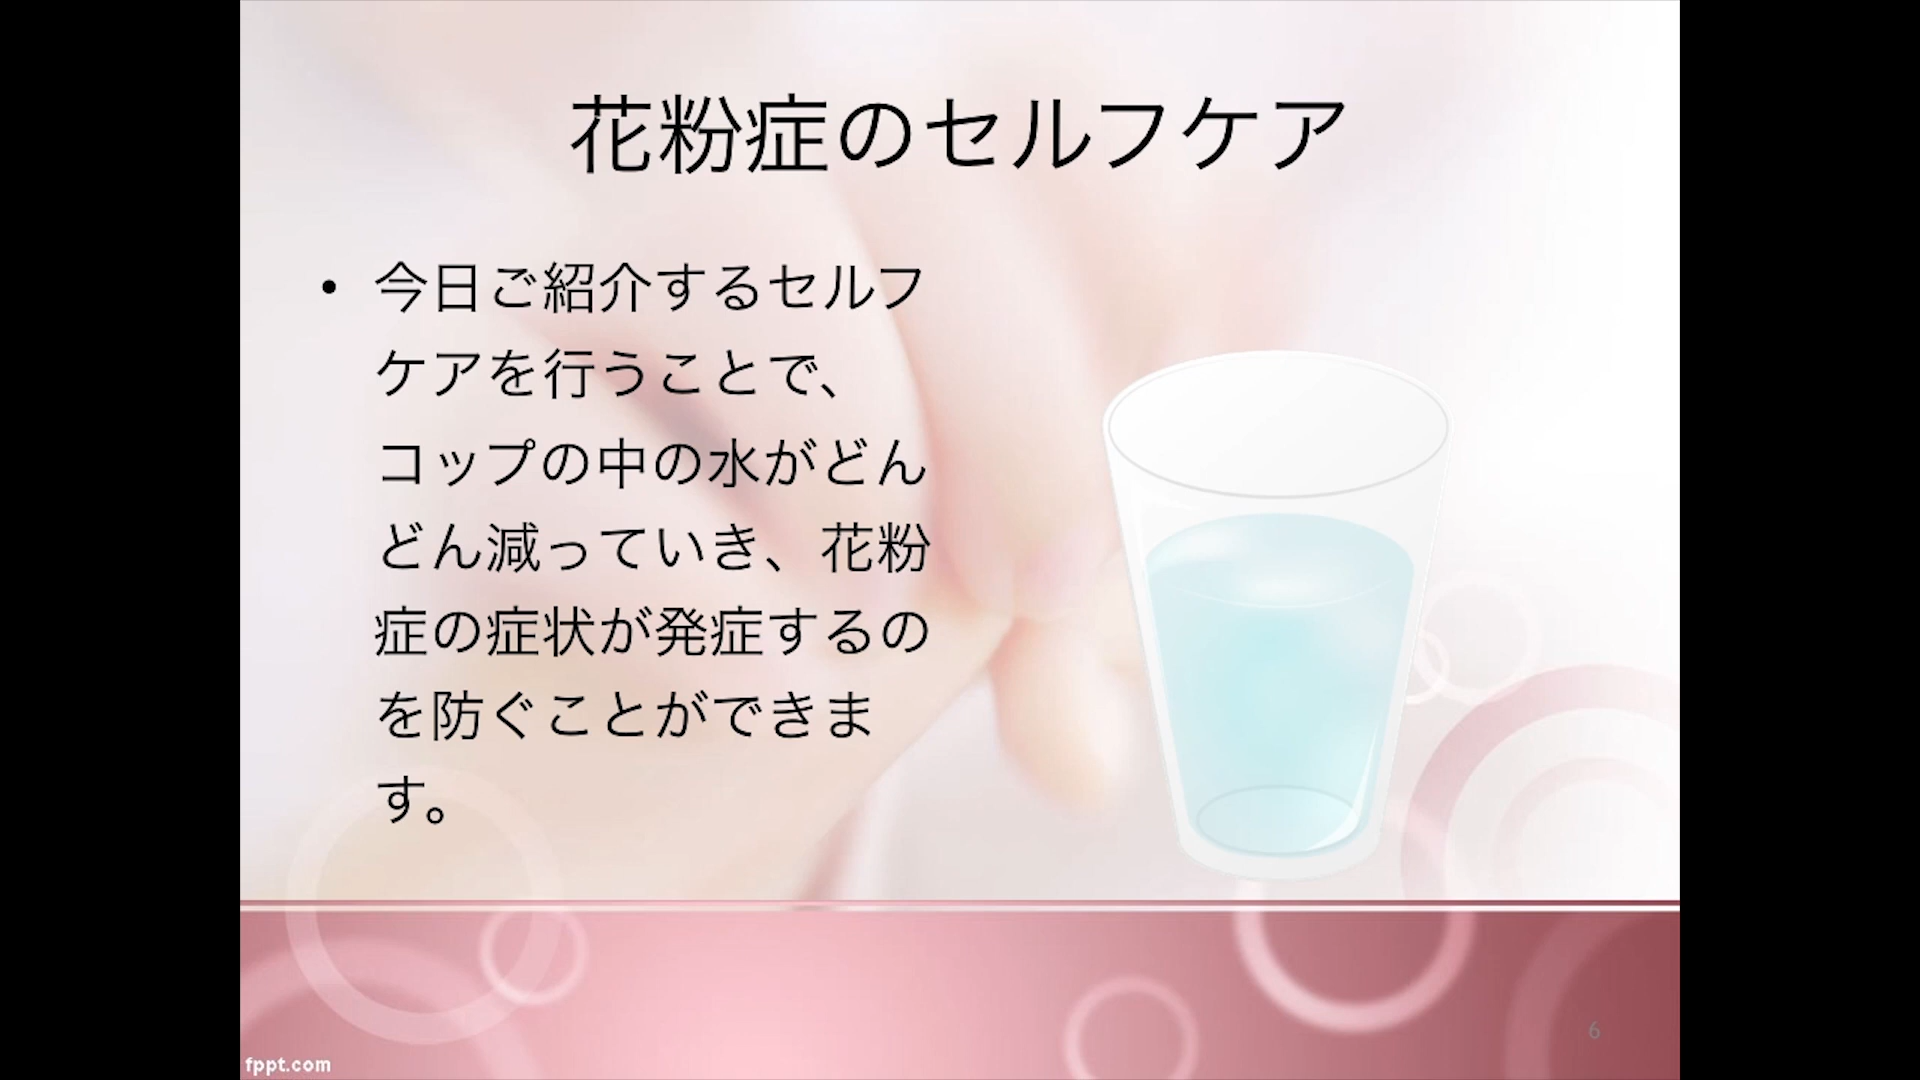 花粉症のセルフケア
• 今日ご紹介するセルフ
ケアを行うことで、
コップの中の水がどん
どん減っていき、花粉
症の症状が発症するの
を防ぐことができま
す。
6
fppt.com